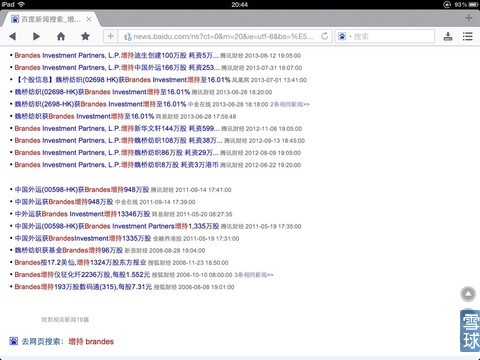 iPad
20:44
93%
百度新闻搜索_增...
news.baidu.com/ns?ct=0&m=20&ie=utf-8&bs=%E5...
搜索
Brandes Investment Partners, L.P.增持迪生创建100万股 耗资5万... 腾讯财经 2013-08-12 19:05:00
Brandes Investment Partners, L.P.增持中国外运166万股 耗资253... 腾讯财经 2013-07-31 19:07:00
【个股信息】魏桥纺织(02698 HK)获Brandes Investment增持至16.01% 凤凰网 2013-07-01 13:41:00
魏桥纺织(02698-HK)获Brandes Investment增持至16.01% 腾讯财经 2013-06-28 18:20:00
魏桥纺织(2698-HK)获Brandes Investment增持至16.01% 中金在线 2013-06-28 18:18:00 2条相同新闻>>
魏桥纺织获Brandes Investment增持至16.01% 网易财经 2013-06-28 17:59:48
Brandes Investment Partners, L.P.增持新华文轩144万股 耗资599... 腾讯财经 2012-11-06 19:05:00
Brandes Investment Partners, L.P.增持魏桥纺织108万股 耗资38万... 腾讯财经 2012-09-13 18:45:00
Brandes Investment Partners, L.P.增持魏桥纺织86万股 耗资29万... 腾讯财经 2012-08-09 19:05:00
Brandes Investment Partners, L.P.增持魏桥纺织8万股 耗资3万港币 腾讯财经 2012-06-22 19:20:00
中国外运(00598-HK)获Brandes增持948万股 腾讯财经 2011-09-14 17:41:00
中外运获Brandes增持948万股 中金在线 2011-09-14 17:39:00
中国外运获Brandes Investment增持13346万股 网易财经 2011-05-20 08:27:35
中国外运(00598-HK)获Brandes Investment Partners增持1,335万股 腾讯财经 2011-05-19 17:35:00
中国外运获BrandesInvestment增持1335万股 金融界港股 2011-05-19 17:31:00
魏桥纺织获基金Brandes增持96万股 新浪财经 2008-08-28 19:04:00
Brandes按17.2美仙,增持1324万股东方报业 搜狐财经 2006-11-23 18:50:00
Brandes增持仪征化纤2236万股,每股1.552元 搜狐财经 2006-10-10 08:08:00 3条相同新闻>>
Brandes增持193万股数码通(315),每股7.31元 搜狐财经 2006-08-08 19:01:00
找到相关新闻19篇
去网页搜索：增持 brandes
雪球